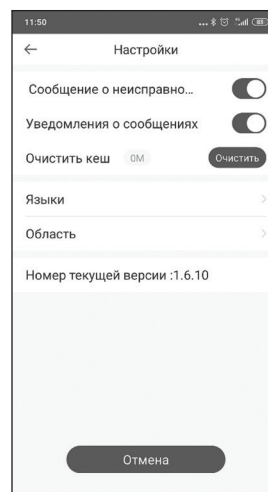 11:50
Настройки
Сообщение о неисправно...
Уведомления о сообщениях
Очистить кеш 0M Очистить
Языки
Область
Номер текущей версии :1.6.10
Отмена